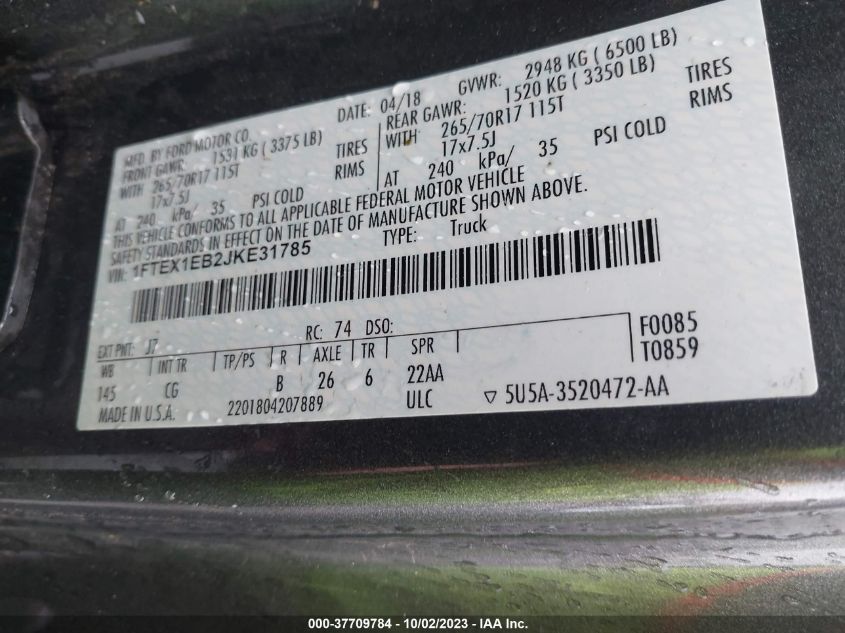 MFD. BY FORD MOTOR CO.
DATE: 04/18 GVWR: 2948 KG ( 6500 LB)
FRONT GAWR: 1531 KG ( 3375 LB)
WITH 265/70R17 115T TIRES
17x7.5J RIMS
AT 240 kPa/ 35 PSI COLD
REAR GAWR: 1520 KG ( 3350 LB)
WITH 265/70R17 115T TIRES
17x7.5J RIMS
AT 240 kPa/ 35 PSI COLD
THIS VEHICLE CONFORMS TO ALL APPLICABLE FEDERAL MOTOR VEHICLE
SAFETY STANDARDS IN EFFECT ON THE DATE OF MANUFACTURE SHOWN ABOVE.
VIN: 1FTEX1EB2JKE31785 TYPE: Truck
EXT PNT: J7 RC: 74 DSO:
WB INT TR TP/PS R AXLE TR SPR
145 CG B 26 6 22AA
F0085
T0859
MADE IN U.S.A. 2201804207889 ULC ▽ 5U5A-3520472-AA
000-37709784 - 10/02/2023 - IAA Inc.